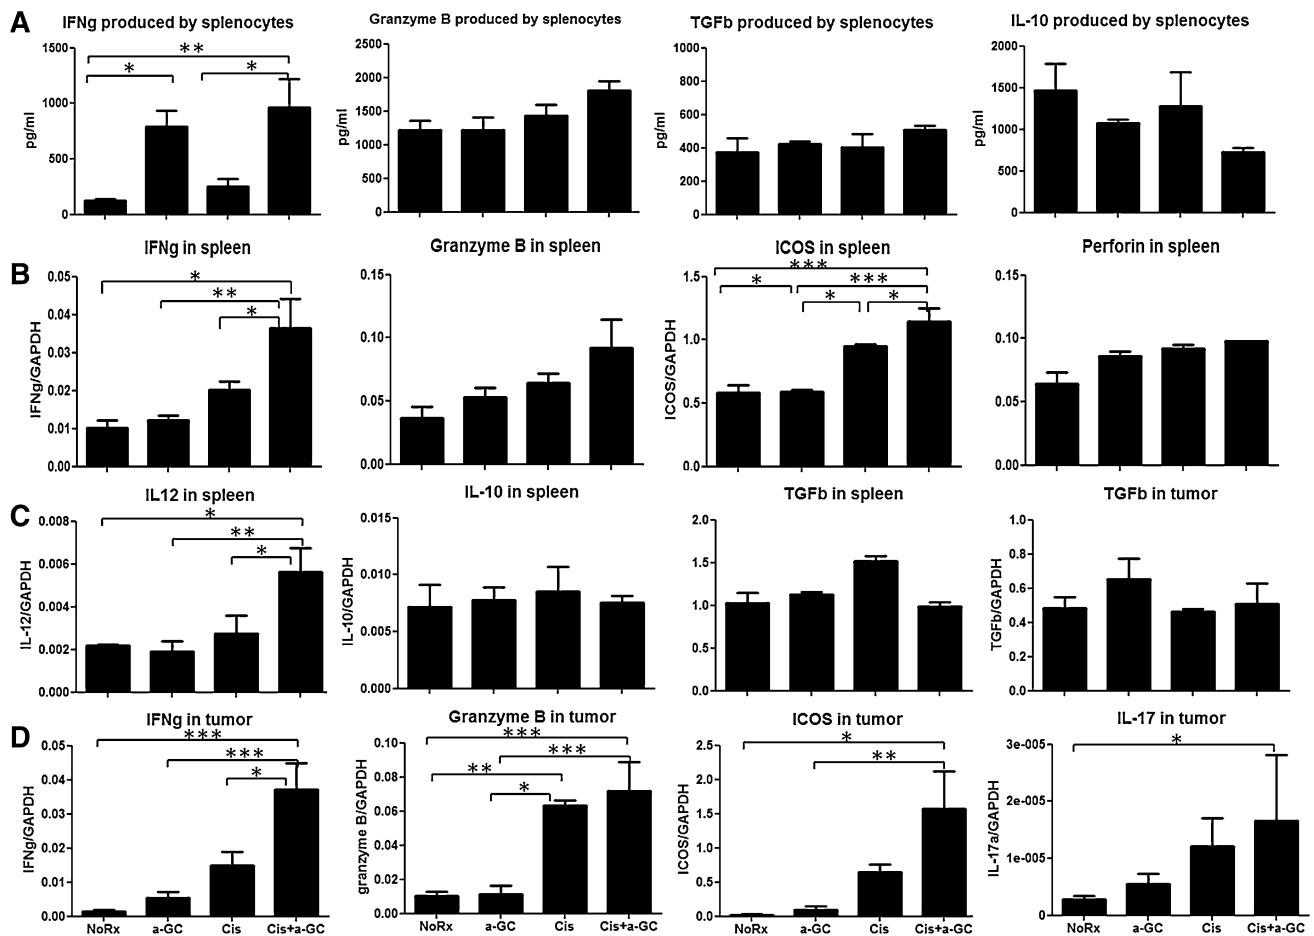 A
IFNg produced by splenocytes
Granzyme B produced by splenocytes
TGFb produced by splenocytes
IL-10 produced by splenocytes
pg/ml
1500
1000
500
0
**
*
*
pg/ml
2500
2000
1500
1000
500
0
pg/ml
1000
800
600
400
200
0
pg/ml
2000
1500
1000
500
0
B
IFNg in spleen
Granzyme B in spleen
ICOS in spleen
Perforin in spleen
IFNg/GAPDH
0.05
0.04
0.03
0.02
0.01
0.00
*
**
*
0.15
0.10
0.05
0.00
ICOS/GAPDH
1.5
1.0
0.5
0.0
***
*
***
*
*
0.15
0.10
0.05
0.00
C
IL12 in spleen
IL-10 in spleen
TGFb in spleen
TGFb in tumor
IL-12/GAPDH
0.008
0.006
0.004
0.002
0.000
*
**
*
IL-10/GAPDH
0.015
0.010
0.005
0.000
2.0
1.5
1.0
0.5
0.0
TGFb/GAPDH
1.0
0.8
0.6
0.4
0.2
0.0
D
IFNg in tumor
Granzyme B in tumor
ICOS in tumor
IL-17 in tumor
IFNg/GAPDH
0.05
0.04
0.03
0.02
0.01
0.00
***
***
*
NoRx a-GC Cis Cis+a-GC
granzyme B/GAPDH
0.10
0.08
0.06
0.04
0.02
0.00
***
***
**
*
NoRx a-GC Cis Cis+a-GC
ICOS/GAPDH
2.5
2.0
1.5
1.0
0.5
0.0
*
**
NoRx a-GC Cis Cis+a-GC
IL-17a/GAPDH
3e-005
2e-005
1e-005
0
*
NoRx a-GC Cis Cis+a-GC